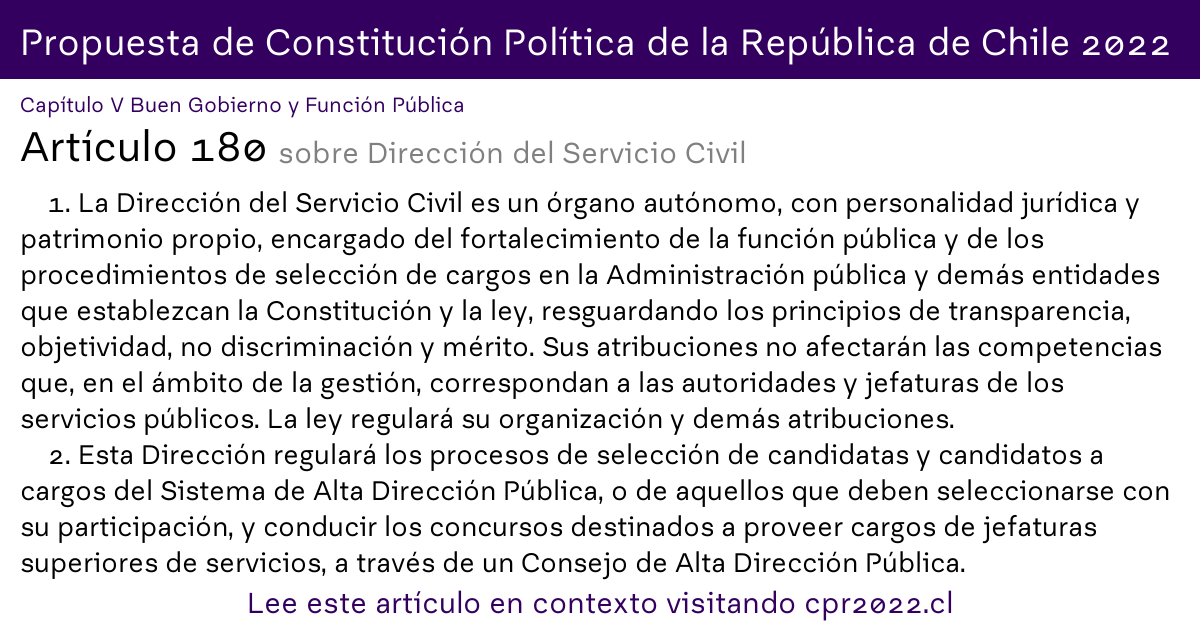 Propuesta de Constitución Política de la República de Chile 2022
Capítulo V Buen Gobierno y Función Pública
Artículo 180 sobre Dirección del Servicio Civil
1. La Dirección del Servicio Civil es un órgano autónomo, con personalidad jurídica y
patrimonio propio, encargado del fortalecimiento de la función pública y de los
procedimientos de selección de cargos en la Administración pública y demás entidades
que establezcan la Constitución y la ley, resguardando los principios de transparencia,
objetividad, no discriminación y mérito. Sus atribuciones no afectarán las competencias
que, en el ámbito de la gestión, correspondan a las autoridades y jefaturas de los
servicios públicos. La ley regulará su organización y demás atribuciones.
2. Esta Dirección regulará los procesos de selección de candidatas y candidatos a
cargos del Sistema de Alta Dirección Pública, o de aquellos que deben seleccionarse con
su participación, y conducir los concursos destinados a proveer cargos de jefaturas
superiores de servicios, a través de un Consejo de Alta Dirección Pública.
Lee este artículo en contexto visitando cpr2022.cl